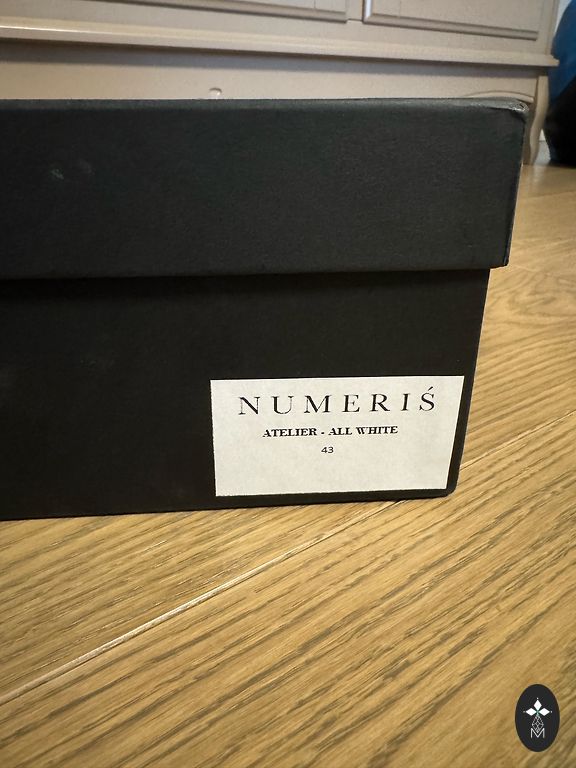 NUMERIŚ
ATELIER - ALL WHITE
43
M